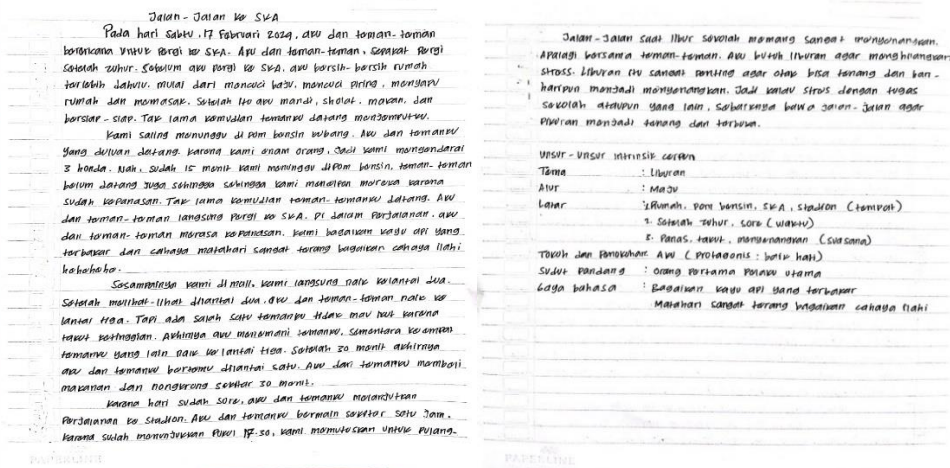 Jalan-Jalan ke SKA
Pada hari Sabtu, 17 Februari 2024, aku dan teman-teman
berencana untuk pergi ke SKA. Aku dan teman-teman, sepakat pergi
setelah zuhur. Sebelum aku pergi ke SKA, aku bersih-bersih rumah
terlebih dahulu, mulai dari mencuci baju, mencuci piring, menyapu
rumah dan memasak. Setelah itu aku mandi, sholat, makan, dan
bersiap-siap. Tak lama kemudian temanku datang menjemputku.
Kami saling menunggu di pom bensin kubang. Aku dan temanku
yang duluan datang. Karena kami enam orang, jadi kami mengendarai
3 honda. Nah, sudah 15 menit kami menunggu dipom bensin, teman-teman
belum datang juga sehingga sehingga kami menelpon mereka karena
sudah kepanasan. Tak lama kemudian teman-temanku datang. Aku
dan teman-teman langsung pergi ke SKA. Di dalam perjalanan, aku
dan teman-teman merasa kepanasan. Kami bagaikan kayu api yang
terbakar dan cahaya matahari sangat terang bagaikan cahaya Ilahi
hehehehe.
Sesampainya kami di mall, kami langsung naik kelantai dua.
Setelah melihat-lihat dilantai dua, aku dan teman-teman naik ke
lantai tiga. Tapi ada salah satu temanku tidak mau ikut karena
takut ketinggian. Akhirnya aku menemani temanku, sementara keempat
temanku yang lain naik ke lantai tiga. Setelah 30 menit akhirnya
aku dan temanku bertemu dilantai satu. Aku dan temanku membeli
makanan dan nongkrong sekitar 30 menit.
Karena hari sudah sore, aku dan temanku melanjutkan
perjalanan ke stadion. Aku dan temanku bermain sekitar satu jam.
Karena sudah menunjukkan pukul 17.30, kami memutuskan untuk pulang.
PAPERLINE
Jalan-Jalan saat libur sekolah memang sangat menyenangkan.
Apalagi bersama teman-teman. Aku butuh liburan agar menghilangkan
stress. Liburan itu sangat penting agar otak bisa tenang dan hari-
haripun menjadi menyenangkan. Jadi kalau stres dengan tugas
sekolah ataupun yang lain, sebaiknya bawa jalan-jalan agar
pikiran menjadi tenang dan terbuka.
Unsur-unsur intrinsik cerpen
Tema : Liburan
Alur : Maju
Latar : 1. Rumah, pom bensin, SKA, stadion (tempat)
2. Setelah zuhur, sore (waktu)
3. Panas, takut, menyenangkan (suasana)
Tokoh dan Penokohan: Aku (Protagonis: baik hati)
Sudut Pandang : Orang pertama pelaku utama
Gaya bahasa : Bagaikan kayu api yang terbakar
Matahari sangat terang bagaikan cahaya Ilahi
PAPERLINE